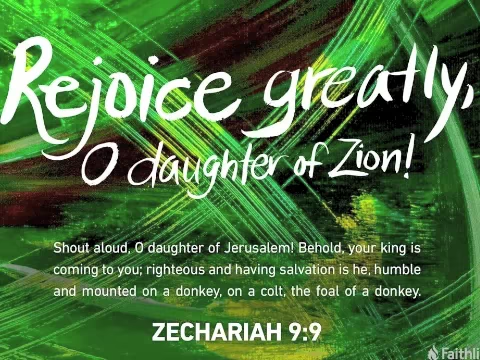 Rejoice greatly,
O daughter of Zion!
Shout aloud, O daughter of Jerusalem! Behold, your king is
coming to you; righteous and having salvation is he, humble
and mounted on a donkey, on a colt, the foal of a donkey.
ZECHARIAH 9:9
Faithli